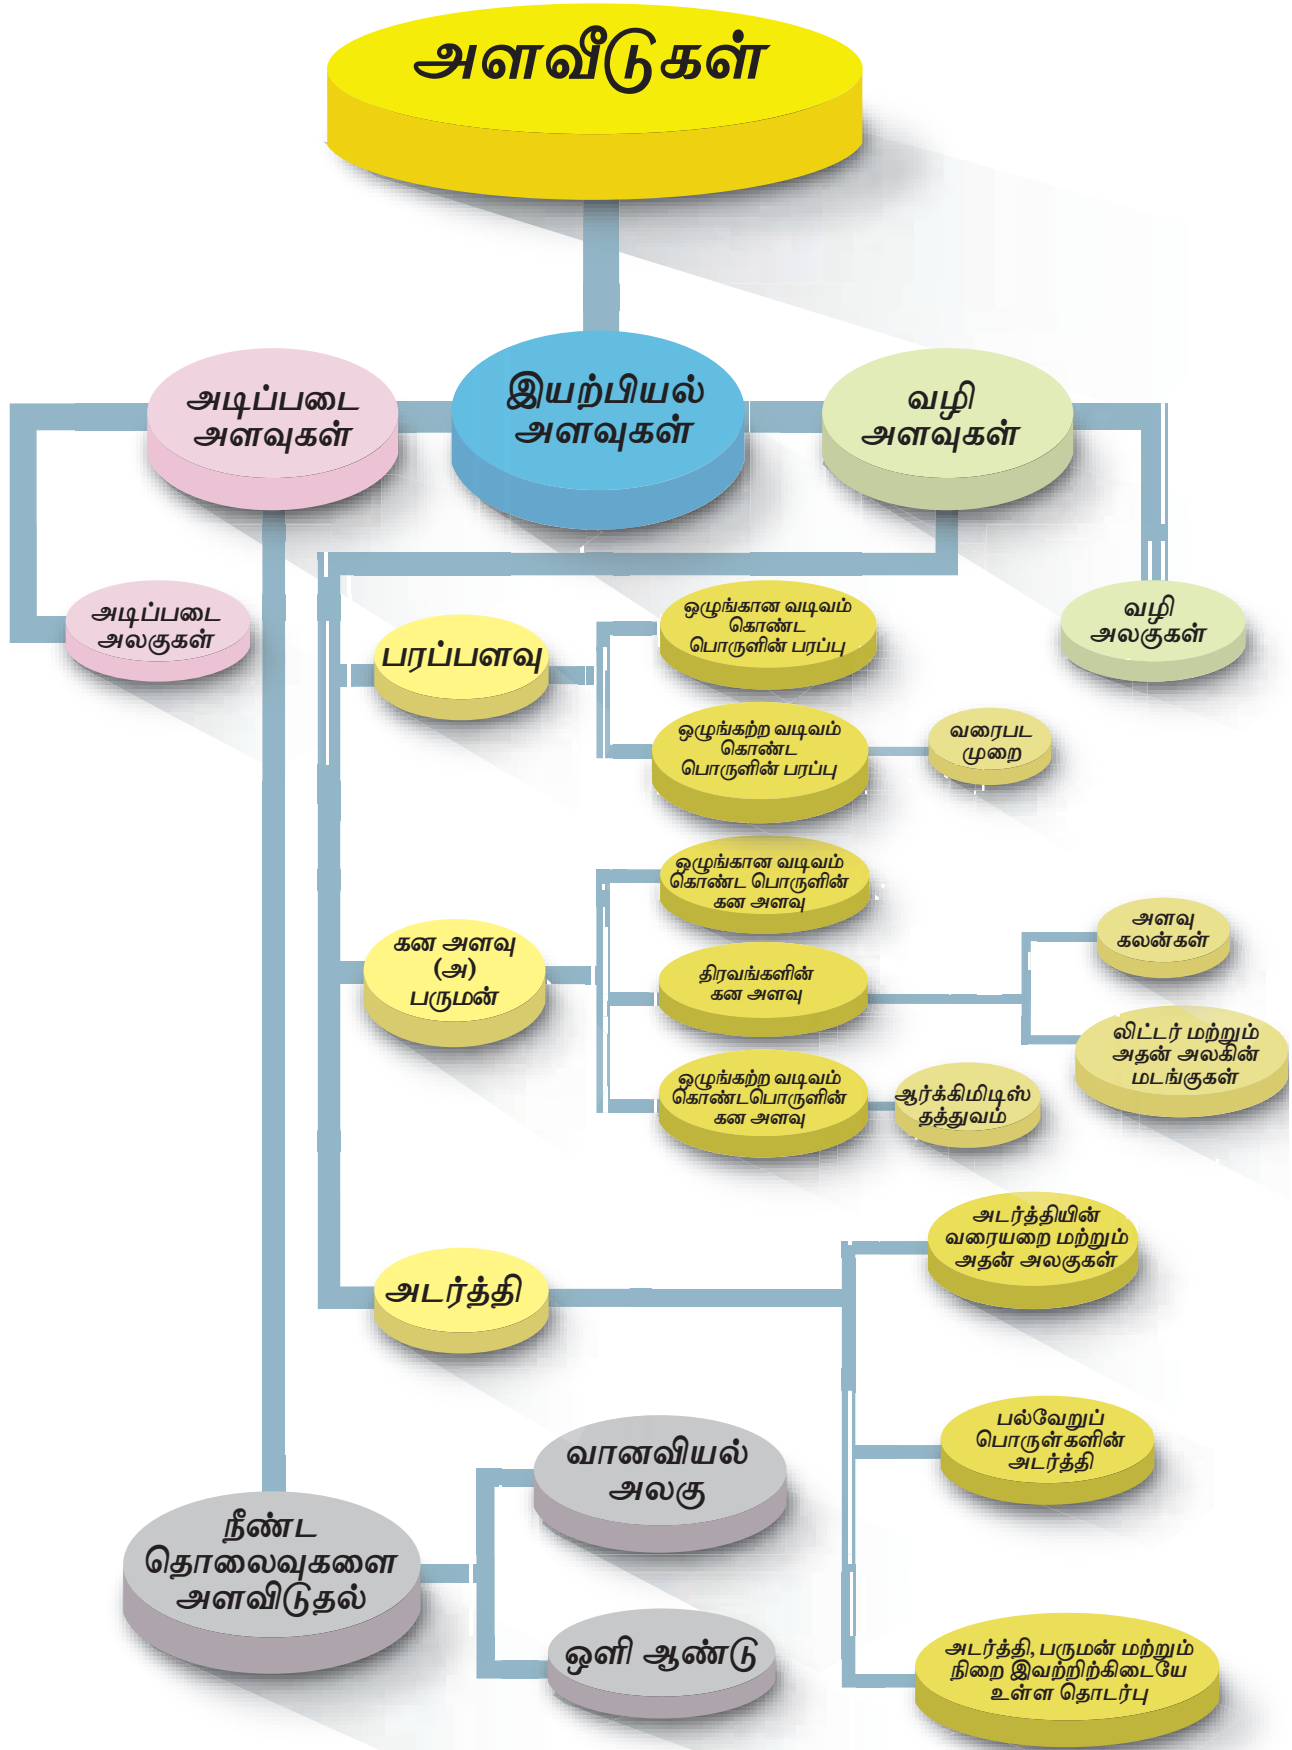 அளவீடுகள்
அடிப்படை
அளவுகள்
இயற்பியல்
அளவுகள்
வழி
அளவுகள்
அடிப்படை
அலகுகள்
வழி
அலகுகள்
பரப்பளவு
ஒழுங்கான வடிவம்
கொண்ட
பொருளின் பரப்பு
ஒழுங்கற்ற வடிவம்
கொண்ட
பொருளின் பரப்பு
வரைபட
முறை
கன அளவு
(அ)
பருமன்
ஒழுங்கான வடிவம்
கொண்ட பொருளின்
கன அளவு
திரவங்களின்
கன அளவு
அளவு
கலன்கள்
லிட்டர் மற்றும்
அதன் அலகின்
மடங்குகள்
ஒழுங்கற்ற வடிவம்
கொண்டபொருளின்
கன அளவு
ஆர்க்கிமிடிஸ்
தத்துவம்
அடர்த்தி
அடர்த்தியின்
வரையறை மற்றும்
அதன் அலகுகள்
பல்வேறுப்
பொருள்களின்
அடர்த்தி
அடர்த்தி, பருமன் மற்றும்
நிறை இவற்றிற்கிடையே
உள்ள தொடர்பு
நீண்ட
தொலைவுகளை
அளவிடுதல்
வானவியல்
அலகு
ஒளி ஆண்டு